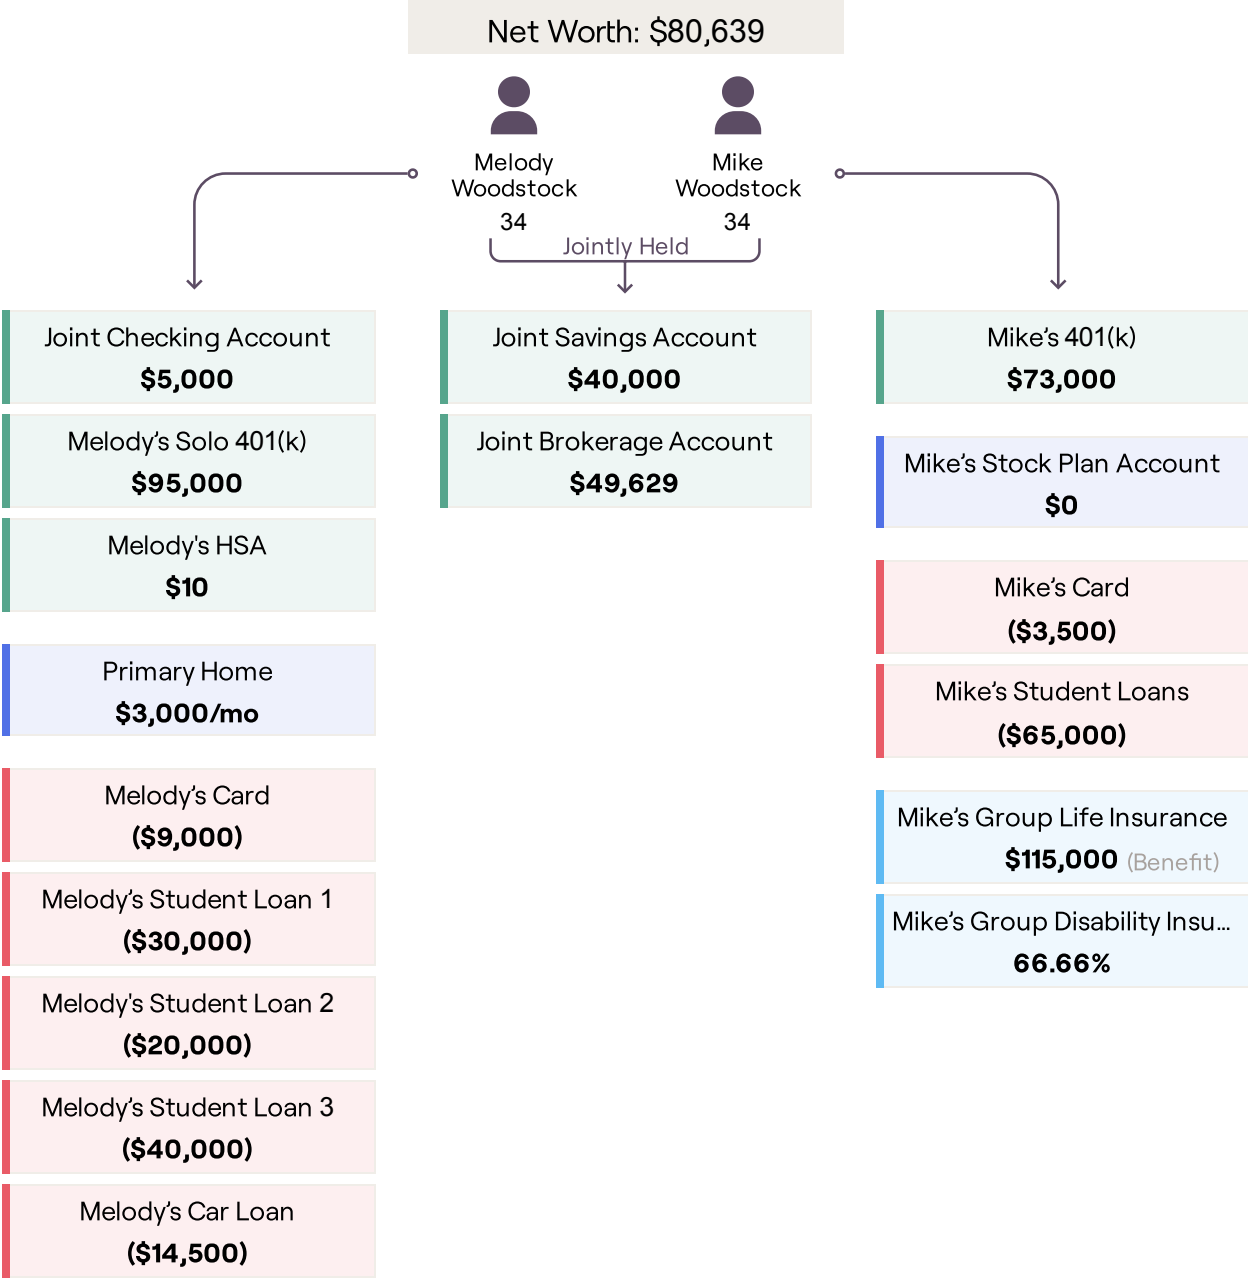 Net Worth: $80,639
Melody
Woodstock
34
Mike
Woodstock
34
Jointly Held
Joint Checking Account
$5,000
Melody’s Solo 401(k)
$95,000
Melody's HSA
$10
Primary Home
$3,000/mo
Melody’s Card
($9,000)
Melody’s Student Loan 1
($30,000)
Melody's Student Loan 2
($20,000)
Melody’s Student Loan 3
($40,000)
Melody’s Car Loan
($14,500)
Joint Savings Account
$40,000
Joint Brokerage Account
$49,629
Mike’s 401(k)
$73,000
Mike’s Stock Plan Account
$0
Mike’s Card
($3,500)
Mike’s Student Loans
($65,000)
Mike’s Group Life Insurance
$115,000 (Benefit)
Mike’s Group Disability Insu...
66.66%